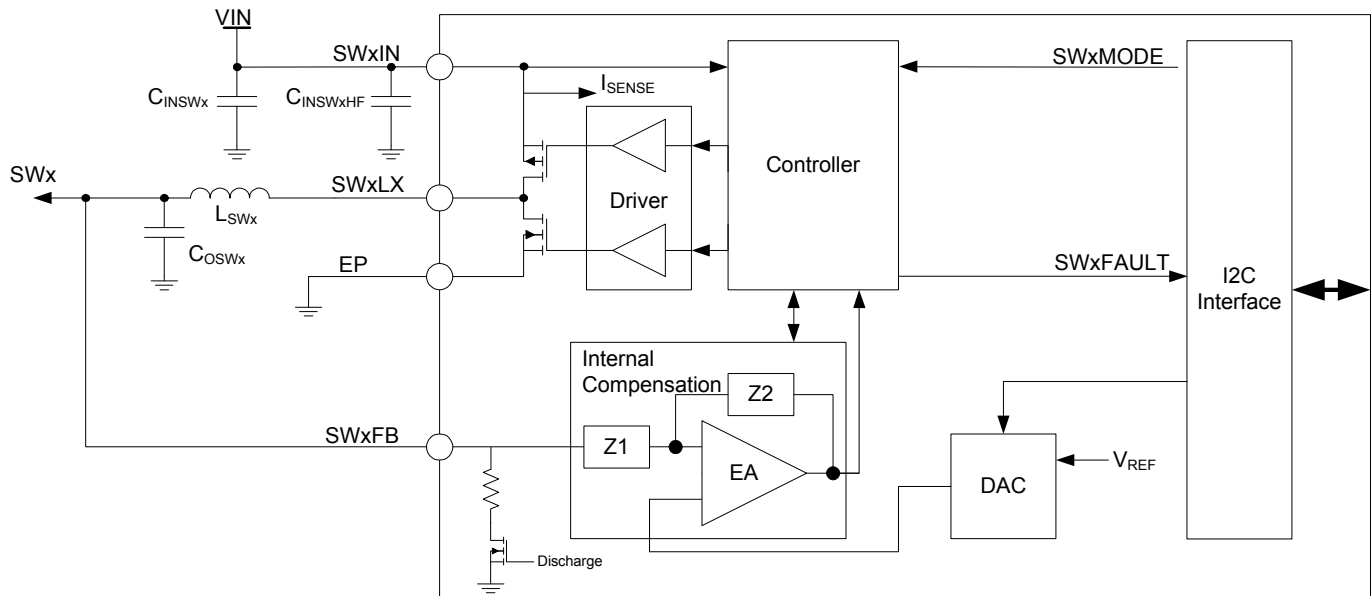 VIN
SWxIN
SWxMODE
CINSWx
CINSWxHF
ISENSE
Controller
SWx
SWxLX
Driver
LSWx
COSWx
EP
SWxFAULT
I2C
Interface
Internal
Compensation
Z2
SWxFB
Z1
EA
VREF
DAC
Discharge